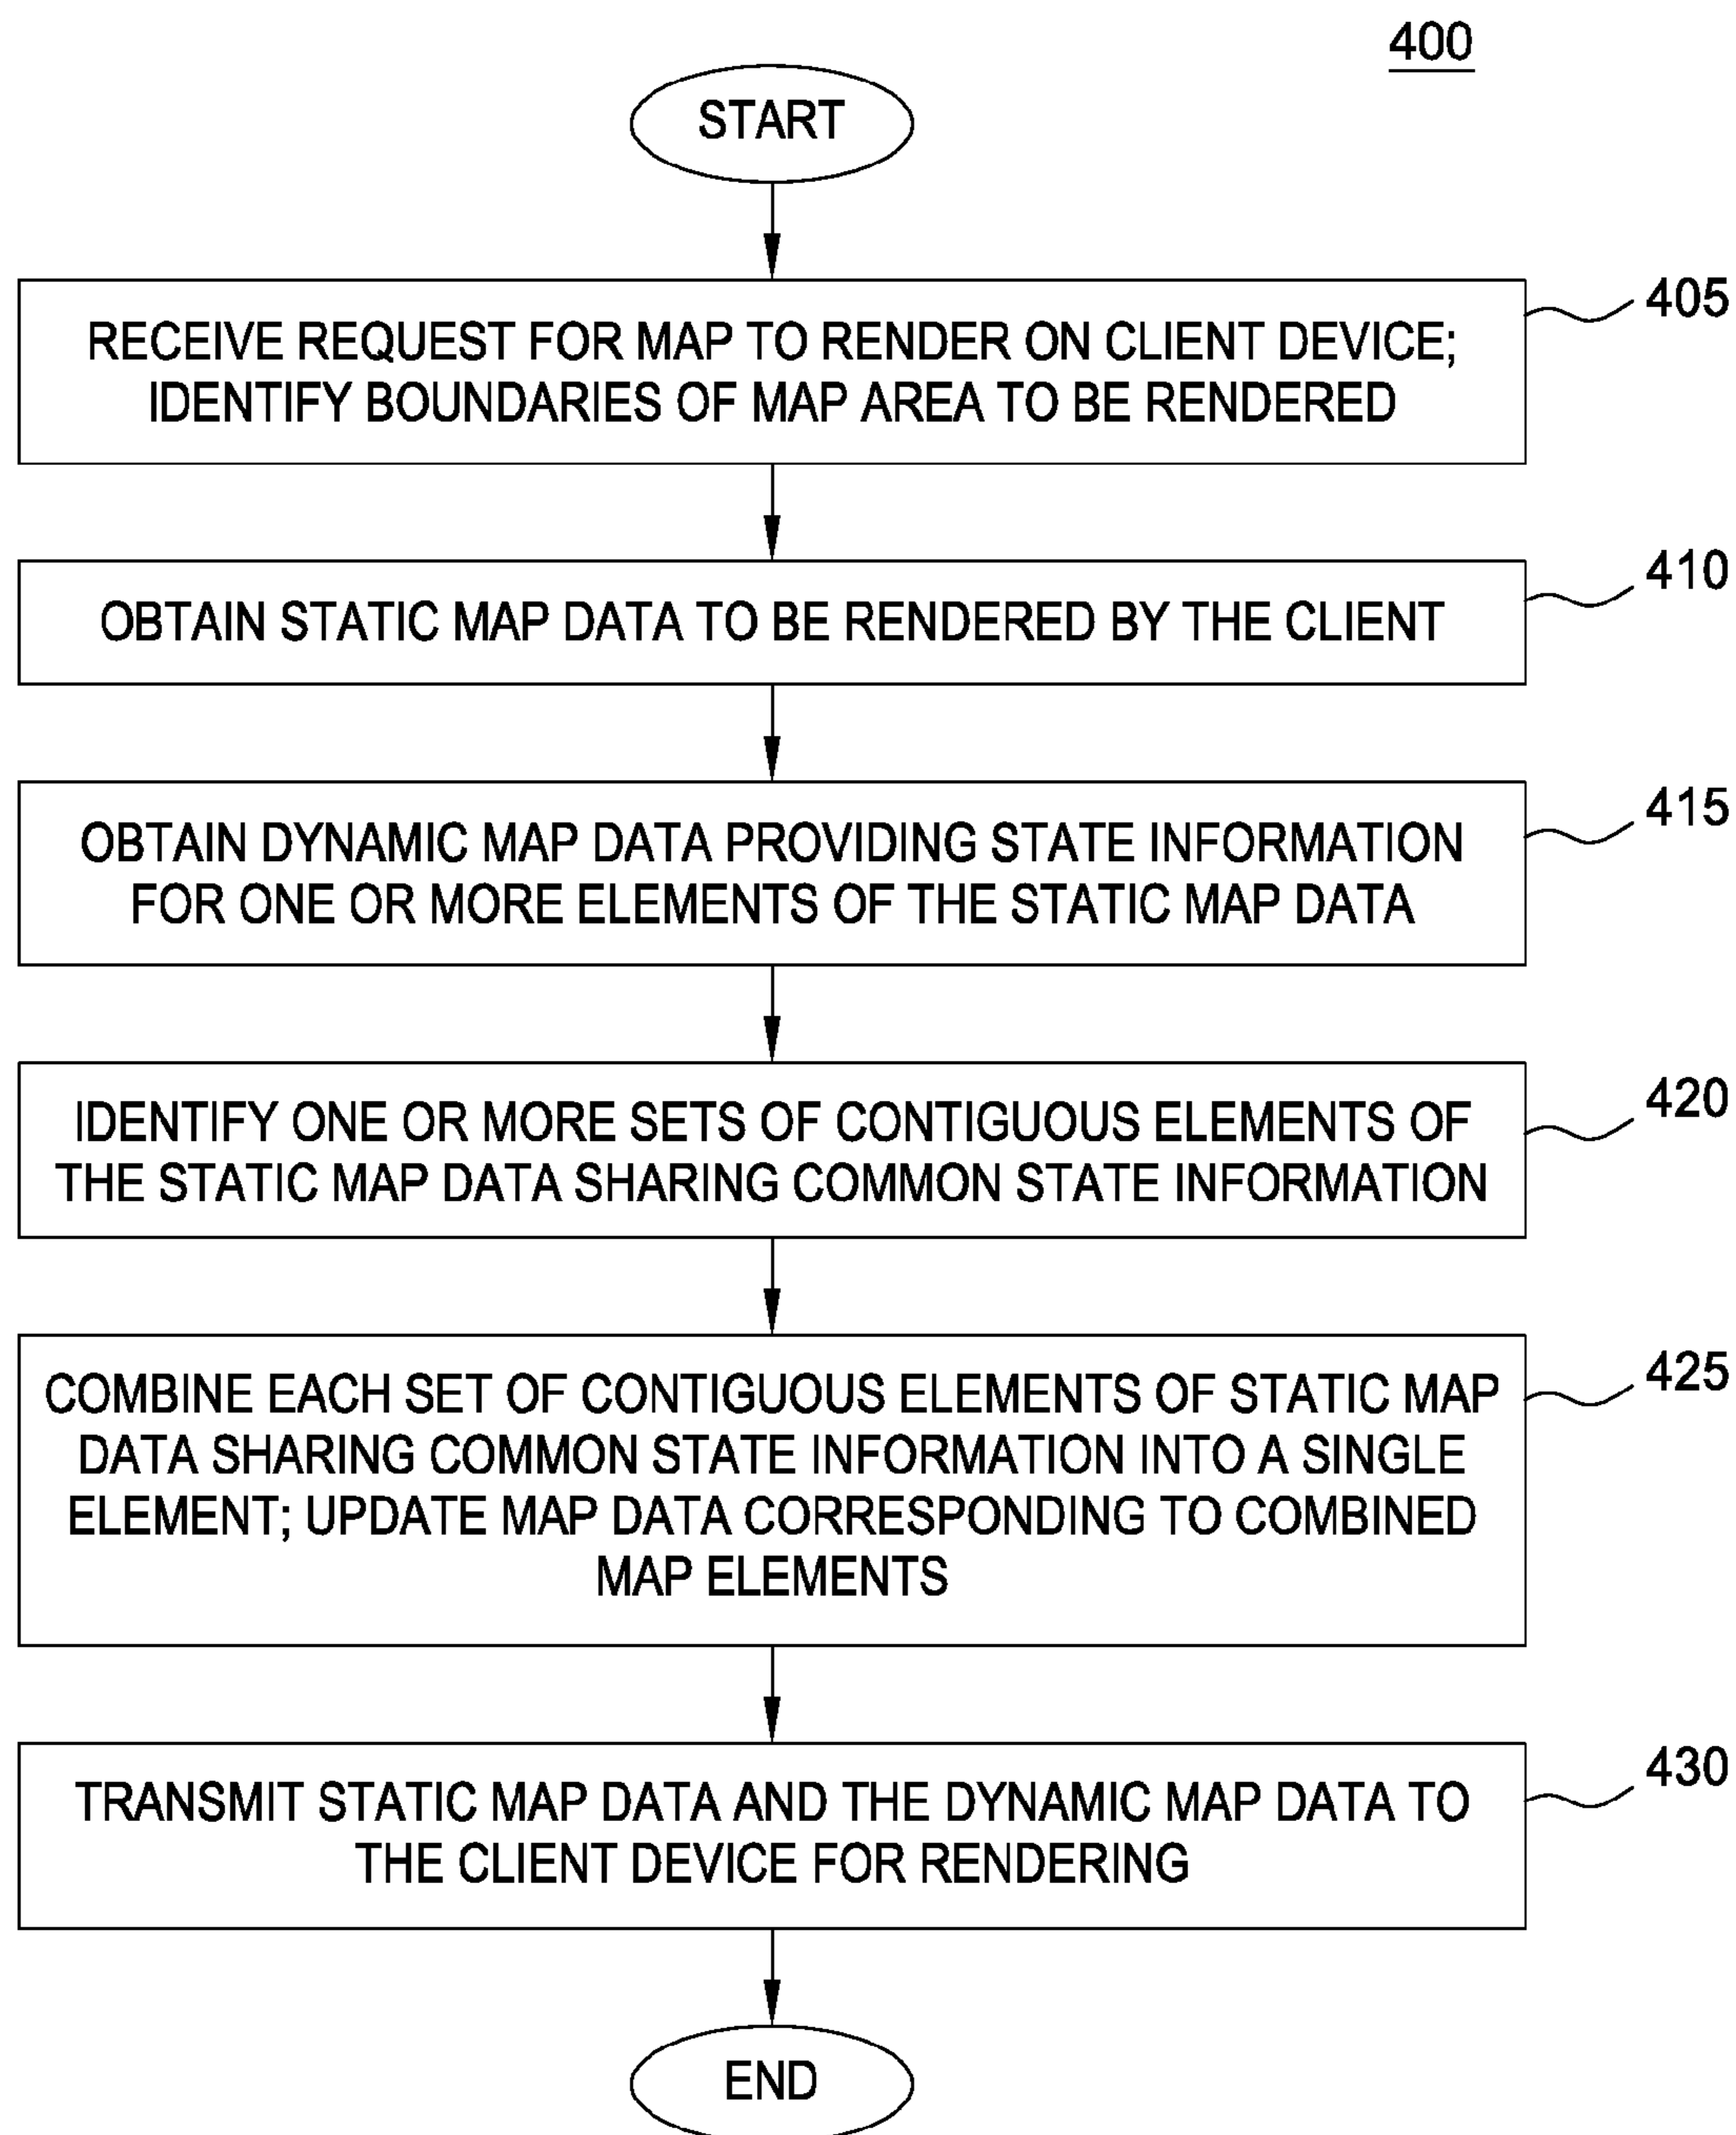 400
START
RECEIVE REQUEST FOR MAP TO RENDER ON CLIENT DEVICE;
IDENTIFY BOUNDARIES OF MAP AREA TO BE RENDERED
405
OBTAIN STATIC MAP DATA TO BE RENDERED BY THE CLIENT
410
OBTAIN DYNAMIC MAP DATA PROVIDING STATE INFORMATION
FOR ONE OR MORE ELEMENTS OF THE STATIC MAP DATA
415
IDENTIFY ONE OR MORE SETS OF CONTIGUOUS ELEMENTS OF
THE STATIC MAP DATA SHARING COMMON STATE INFORMATION
420
COMBINE EACH SET OF CONTIGUOUS ELEMENTS OF STATIC MAP
DATA SHARING COMMON STATE INFORMATION INTO A SINGLE
ELEMENT; UPDATE MAP DATA CORRESPONDING TO COMBINED
MAP ELEMENTS
425
TRANSMIT STATIC MAP DATA AND THE DYNAMIC MAP DATA TO
THE CLIENT DEVICE FOR RENDERING
430
END